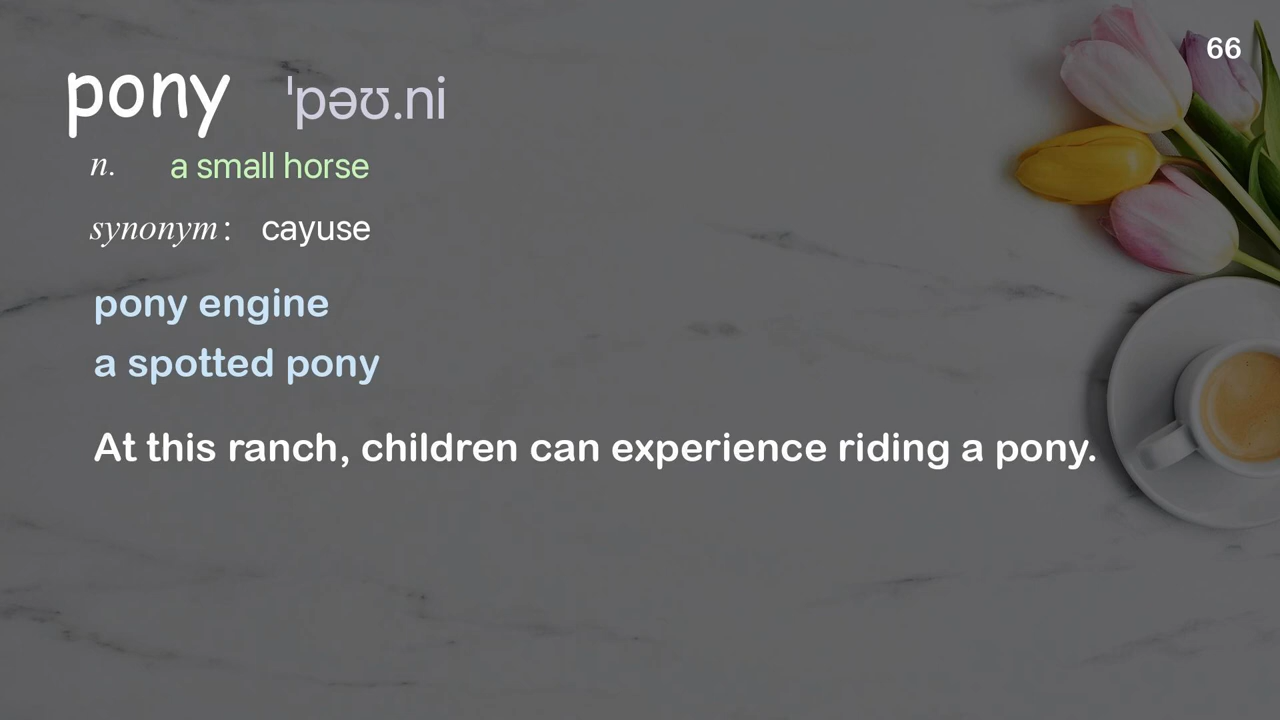 66
pony ˈpəʊ.ni
n. a small horse
synonym: cayuse
pony engine
a spotted pony
At this ranch, children can experience riding a pony.